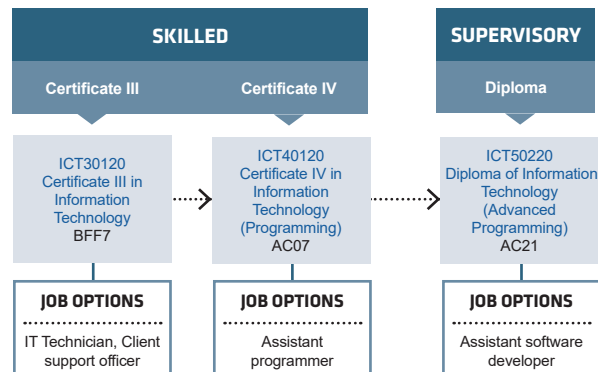 SKILLED
SUPERVISORY
Certificate III
Certificate IV
Diploma
ICT30120
Certificate III in
Information
Technology
BFF7
ICT40120
Certificate IV in
Information
Technology
(Programming)
AC07
ICT50220
Diploma of Information
Technology
(Advanced
Programming)
AC21
JOB OPTIONS
IT Technician, Client
support officer
JOB OPTIONS
Assistant
programmer
JOB OPTIONS
Assistant software
developer